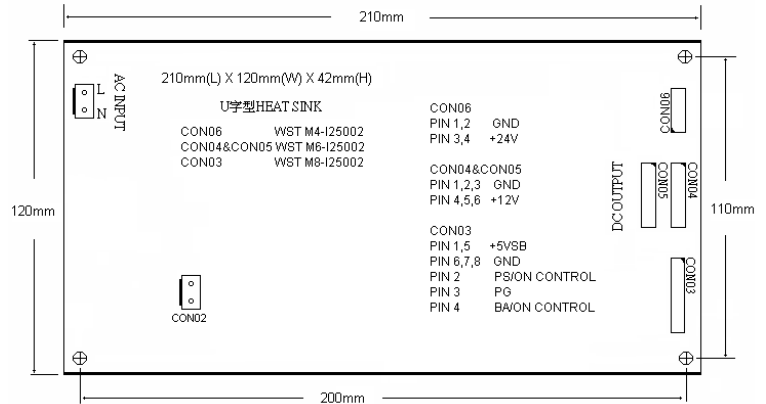 210mm
210mm(L) X 120mm(W) X 42mm(H)
U字型HEAT SINK
CON06 WST M4-I25002
CON04&CON05 WST M6-I25002
CON03 WST M8-I25002
L
N
AC INPUT
CON06
PIN 1,2 GND
PIN 3,4 +24V
CON04&CON05
PIN 1,2,3 GND
PIN 4,5,6 +12V
CON03
PIN 1,5 +5VSB
PIN 6,7,8 GND
PIN 2 PS/ON CONTROL
PIN 3 PG
PIN 4 BA/ON CONTROL
CON06
DC OUTPUT
CON05
CON04
CON03
120mm
110mm
CON02
200mm